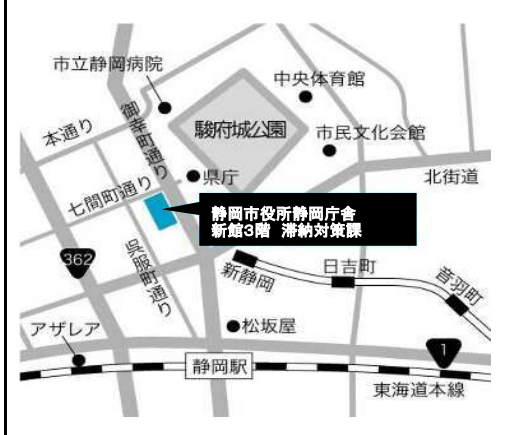 市立静岡病院
中央体育館
御幸町通り
駿府城公園
本通り
市民文化会館
県庁
北街道
七間町通り
静岡市役所静岡庁舎
新館3階 滞納対策課
呉服町通り
362
新静岡
日吉町
音羽町
アザレア
松坂屋
静岡駅
1
東海道本線